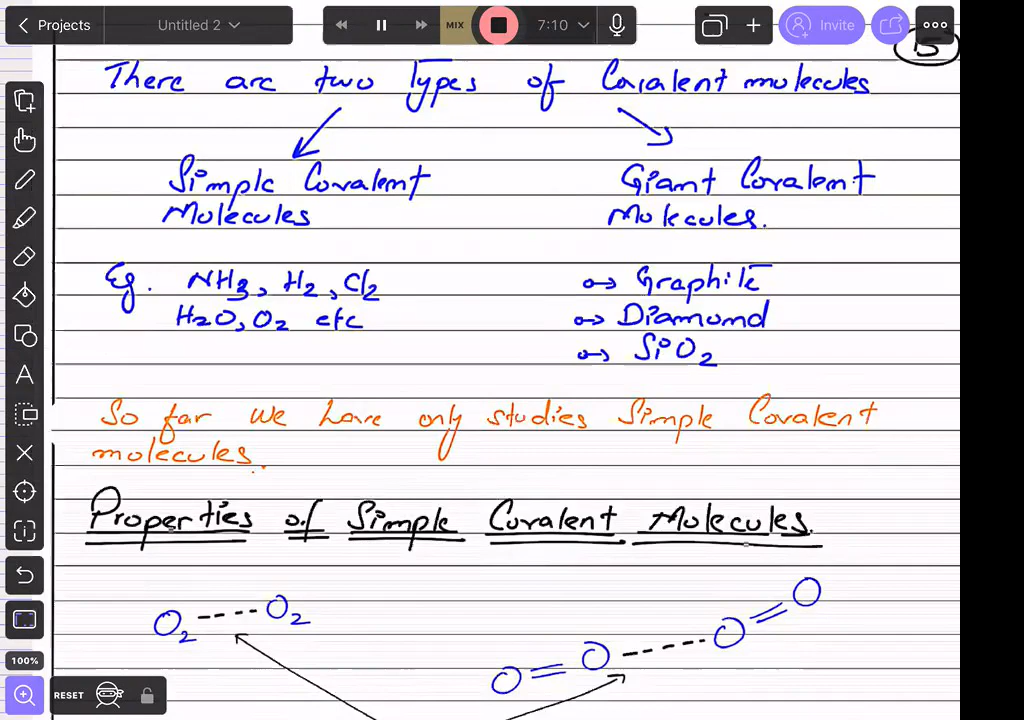 Projects Untitled 2 MIX 7:10 Invite
15
There are two Types of Covalent molecules
Simple Covalent Giant Covalent
Molecules Molecules.
Eg. NH3, H2, Cl2 Graphite
H2O, O2 etc Diamond
SiO2
So far we have only studies Simple Covalent
molecules.
Properties of Simple Covalent Molecules.
O2 ---- O2
O = O ----- O = O
100%
RESET